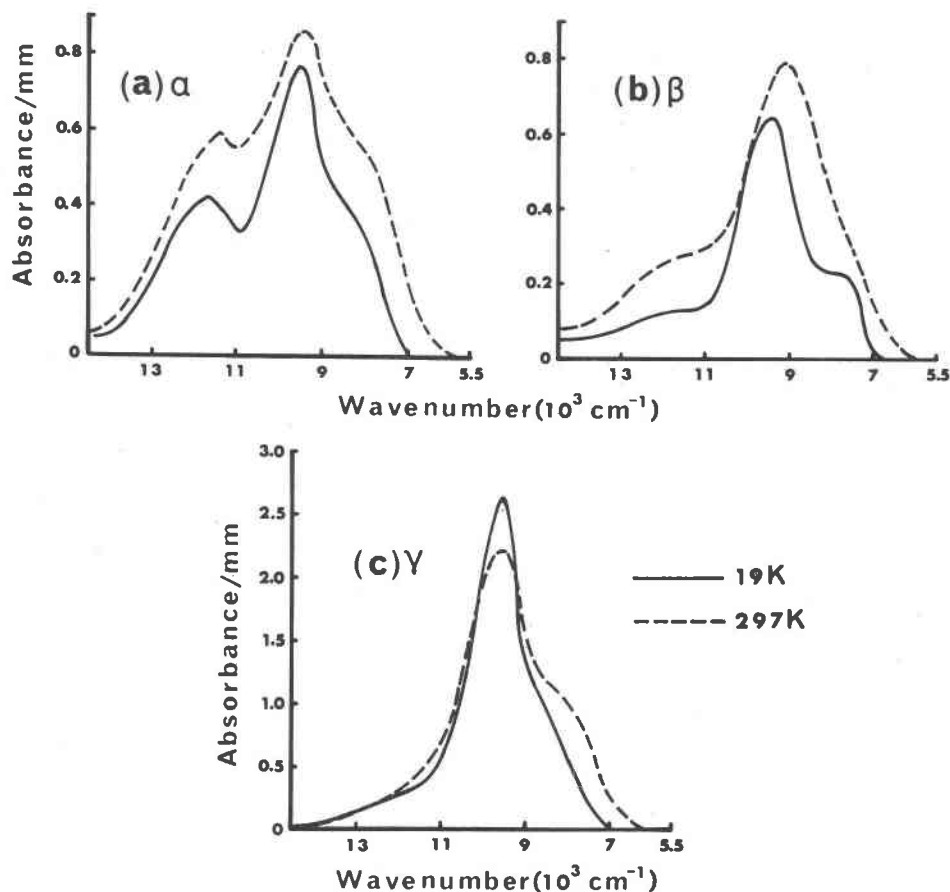 (a) α
Absorbance/mm
0.8
0.6
0.4
0.2
0
13 11 9 7 5.5
(b) β
0.8
0.6
0.4
0.2
0
13 11 9 7 5.5
Wavenumber(10³ cm⁻¹)
(c) γ
Absorbance/mm
3.0
2.5
2.0
1.5
1.0
0.5
0
13 11 9 7 5.5
Wavenumber(10³ cm⁻¹)
19K
297K